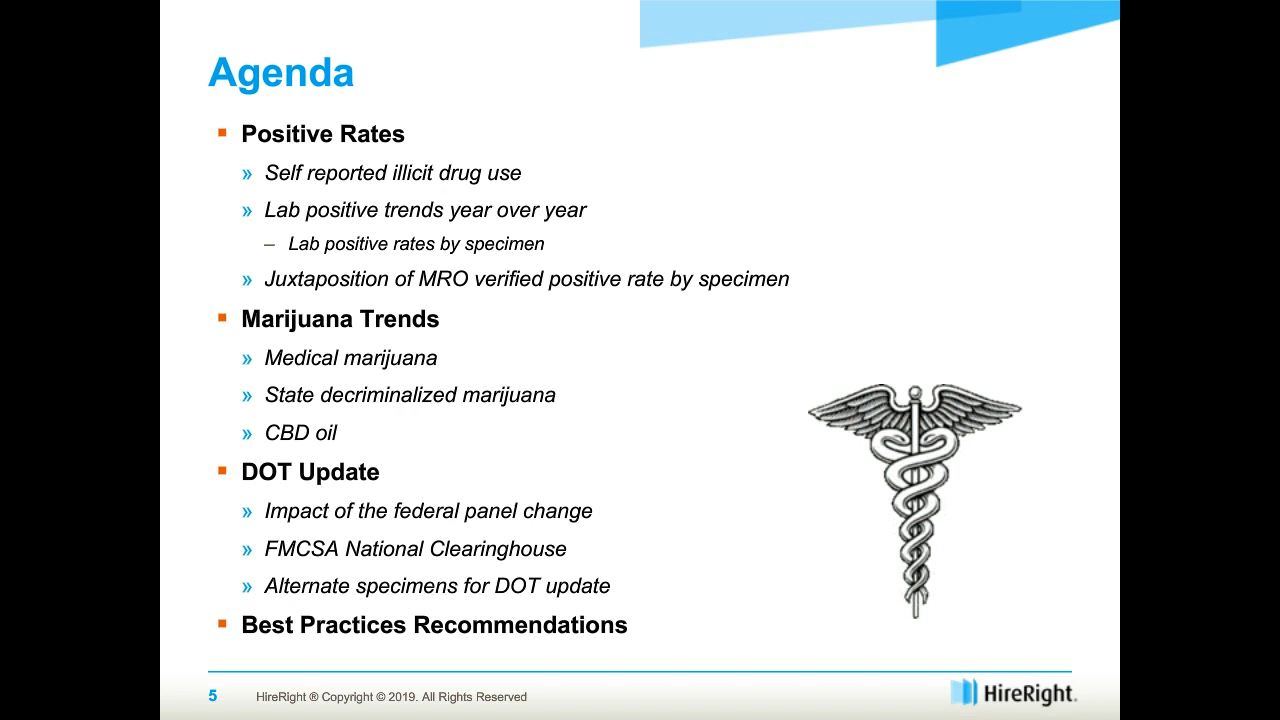 Agenda
▪ Positive Rates
» Self reported illicit drug use
» Lab positive trends year over year
– Lab positive rates by specimen
» Juxtaposition of MRO verified positive rate by specimen
▪ Marijuana Trends
» Medical marijuana
» State decriminalized marijuana
» CBD oil
▪ DOT Update
» Impact of the federal panel change
» FMCSA National Clearinghouse
» Alternate specimens for DOT update
▪ Best Practices Recommendations
5 HireRight ® Copyright © 2019. All Rights Reserved
HireRight.